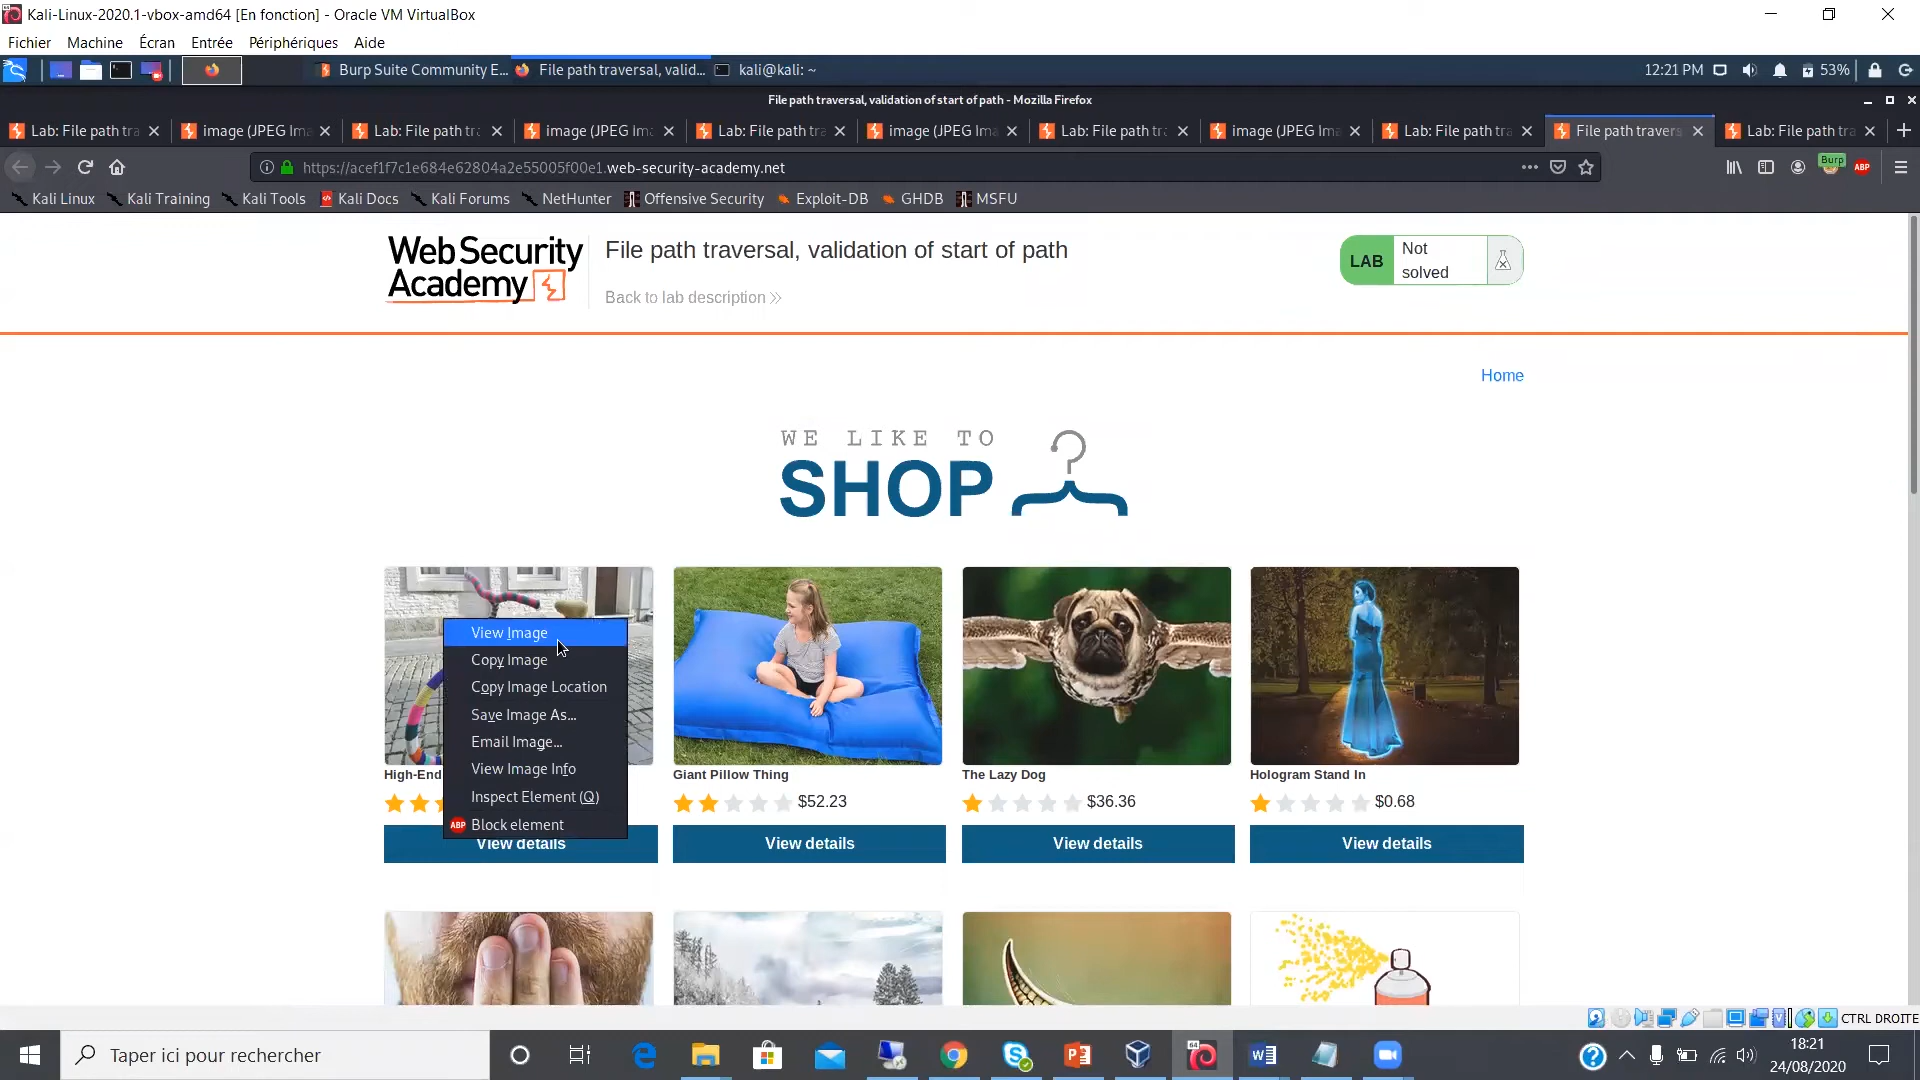 Kali-Linux-2020.1-vbox-amd64 [En fonction] - Oracle VM VirtualBox
Fichier Machine Écran Entrée Périphériques Aide
Burp Suite Community E... File path traversal, valid... kali@kali: ~ 12:21 PM 53%
File path traversal, validation of start of path - Mozilla Firefox
Lab: File path tra image (JPEG Ima Lab: File path tra image (JPEG Ima Lab: File path tra image (JPEG Ima Lab: File path tra image (JPEG Ima Lab: File path tra File path travers Lab: File path tra
https://acef1f7c1e684e62804a2e55005f00e1.web-security-academy.net Burp ABP
Kali Linux Kali Training Kali Tools Kali Docs Kali Forums NetHunter Offensive Security Exploit-DB GHDB MSFU
Web Security Academy
File path traversal, validation of start of path
Back to lab description
LAB Not solved
Home
WE LIKE TO
SHOP
View Image
Copy Image
Copy Image Location
Save Image As...
Email Image...
View Image Info
Inspect Element (Q)
ABP Block element
High-End Giant Pillow Thing The Lazy Dog Hologram Stand In
$52.23 $36.36 $0.68
View details View details View details View details
CTRL DROITE
Taper ici pour rechercher
18:21
24/08/2020